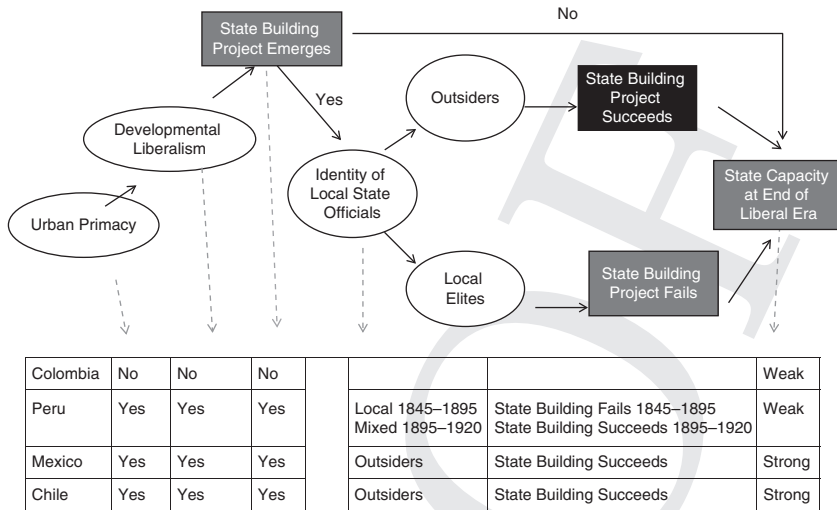 No
State Building
Project Emerges
Yes
Outsiders
State Building
Project
Succeeds
Developmental
Liberalism
Identity of
Local State
Officials
State Capacity
at End of
Liberal Era
Urban Primacy
Local
Elites
State Building
Project Fails
Colombia No No No Weak
Peru Yes Yes Yes Local 1845–1895 State Building Fails 1845–1895 Weak
Mixed 1895–1920 State Building Succeeds 1895–1920
Mexico Yes Yes Yes Outsiders State Building Succeeds Strong
Chile Yes Yes Yes Outsiders State Building Succeeds Strong